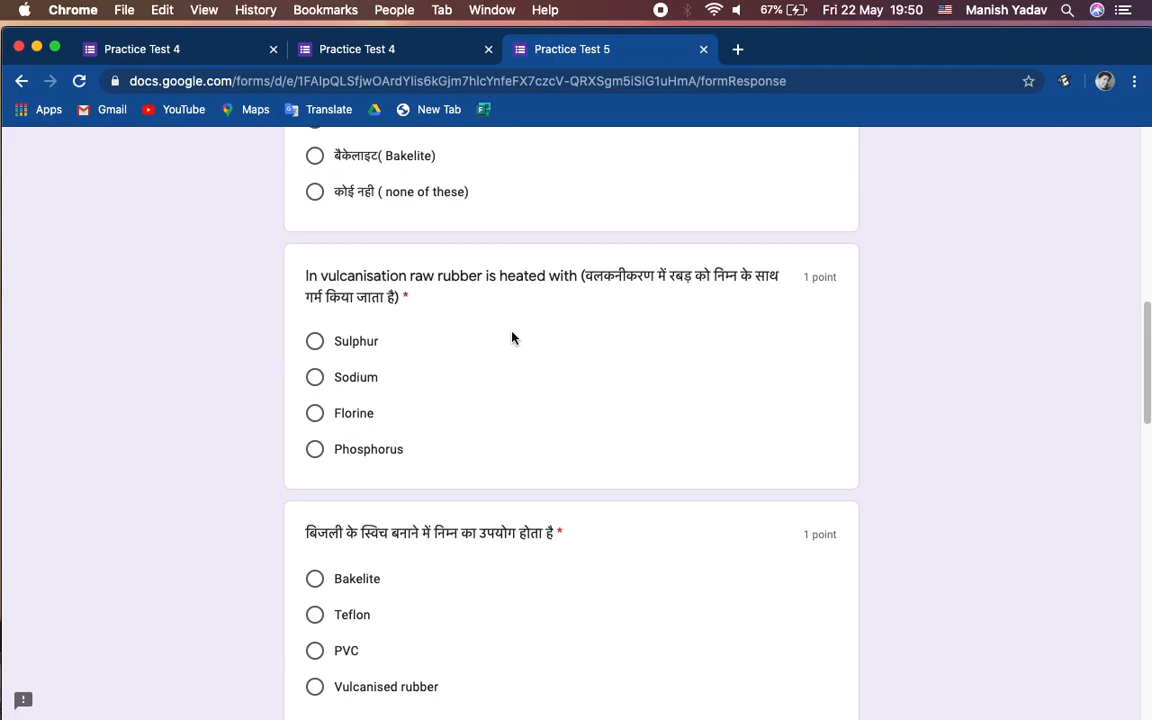 Chrome File Edit View History Bookmarks People Tab Window Help 67% Fri 22 May 19:50 Manish Yadav
Practice Test 4 Practice Test 4 Practice Test 5
docs.google.com/forms/d/e/1FAIpQLSfjwOArdYlis6kGjm7hlcYnfeFX7czcV-QRXSgm5iSlG1uHmA/formResponse
Apps Gmail YouTube Maps Translate New Tab
बैकेलाइट( Bakelite)
कोई नही ( none of these)
In vulcanisation raw rubber is heated with (वलकनीकरण में रबड़ को निम्न के साथ 1 point
गर्म किया जाता है) *
Sulphur
Sodium
Florine
Phosphorus
बिजली के स्विच बनाने में निम्न का उपयोग होता है * 1 point
Bakelite
Teflon
PVC
Vulcanised rubber